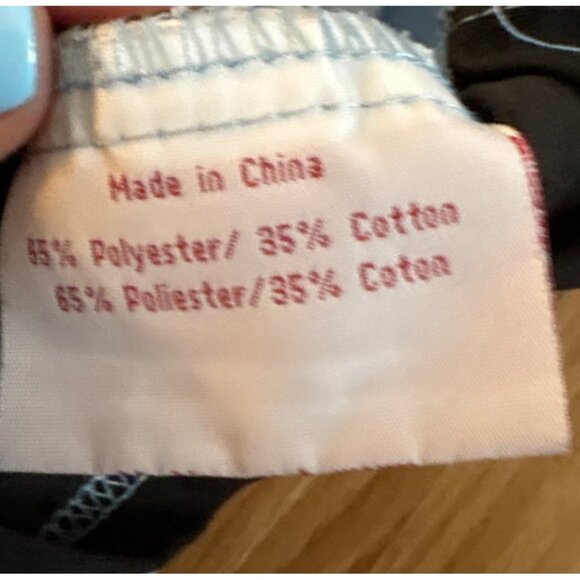 Made in China
65% Polyester/ 35% Cotton
65% Poliester/35% Coton